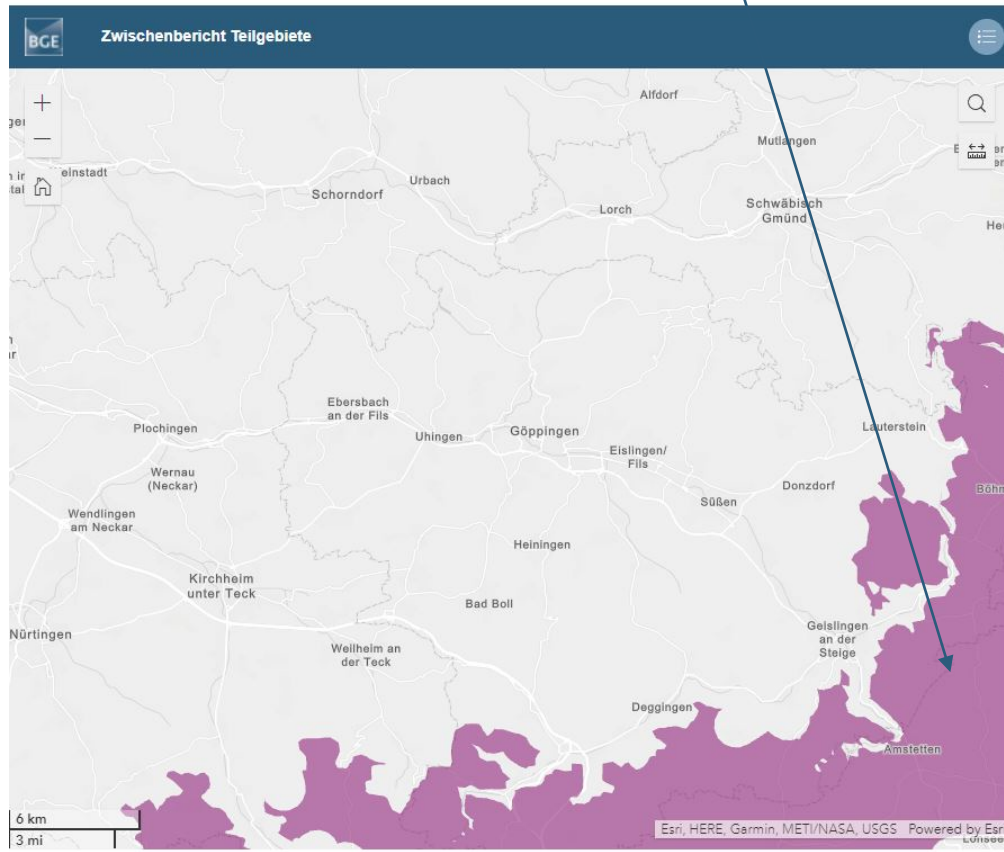 BGE
Zwischenbericht Teilgebiete
Alfdorf
Mutlangen
einstadt
Urbach
Schorndorf
Lorch
Schwäbisch
Gmünd
Ebersbach
an der Fils
Plochingen
Uhingen
Göppingen
Lauterstein
Eislingen/
Fils
Wernau
(Neckar)
Donzdorf
Süßen
Böhm
Wendlingen
am Neckar
Heiningen
Kirchheim
unter Teck
Bad Boll
Nürtingen
Geislingen
an der
Steige
Weilheim an
der Teck
Deggingen
Amstetten
6 km
3 mi
Esri, HERE, Garmin, METI/NASA, USGS Powered by Esr